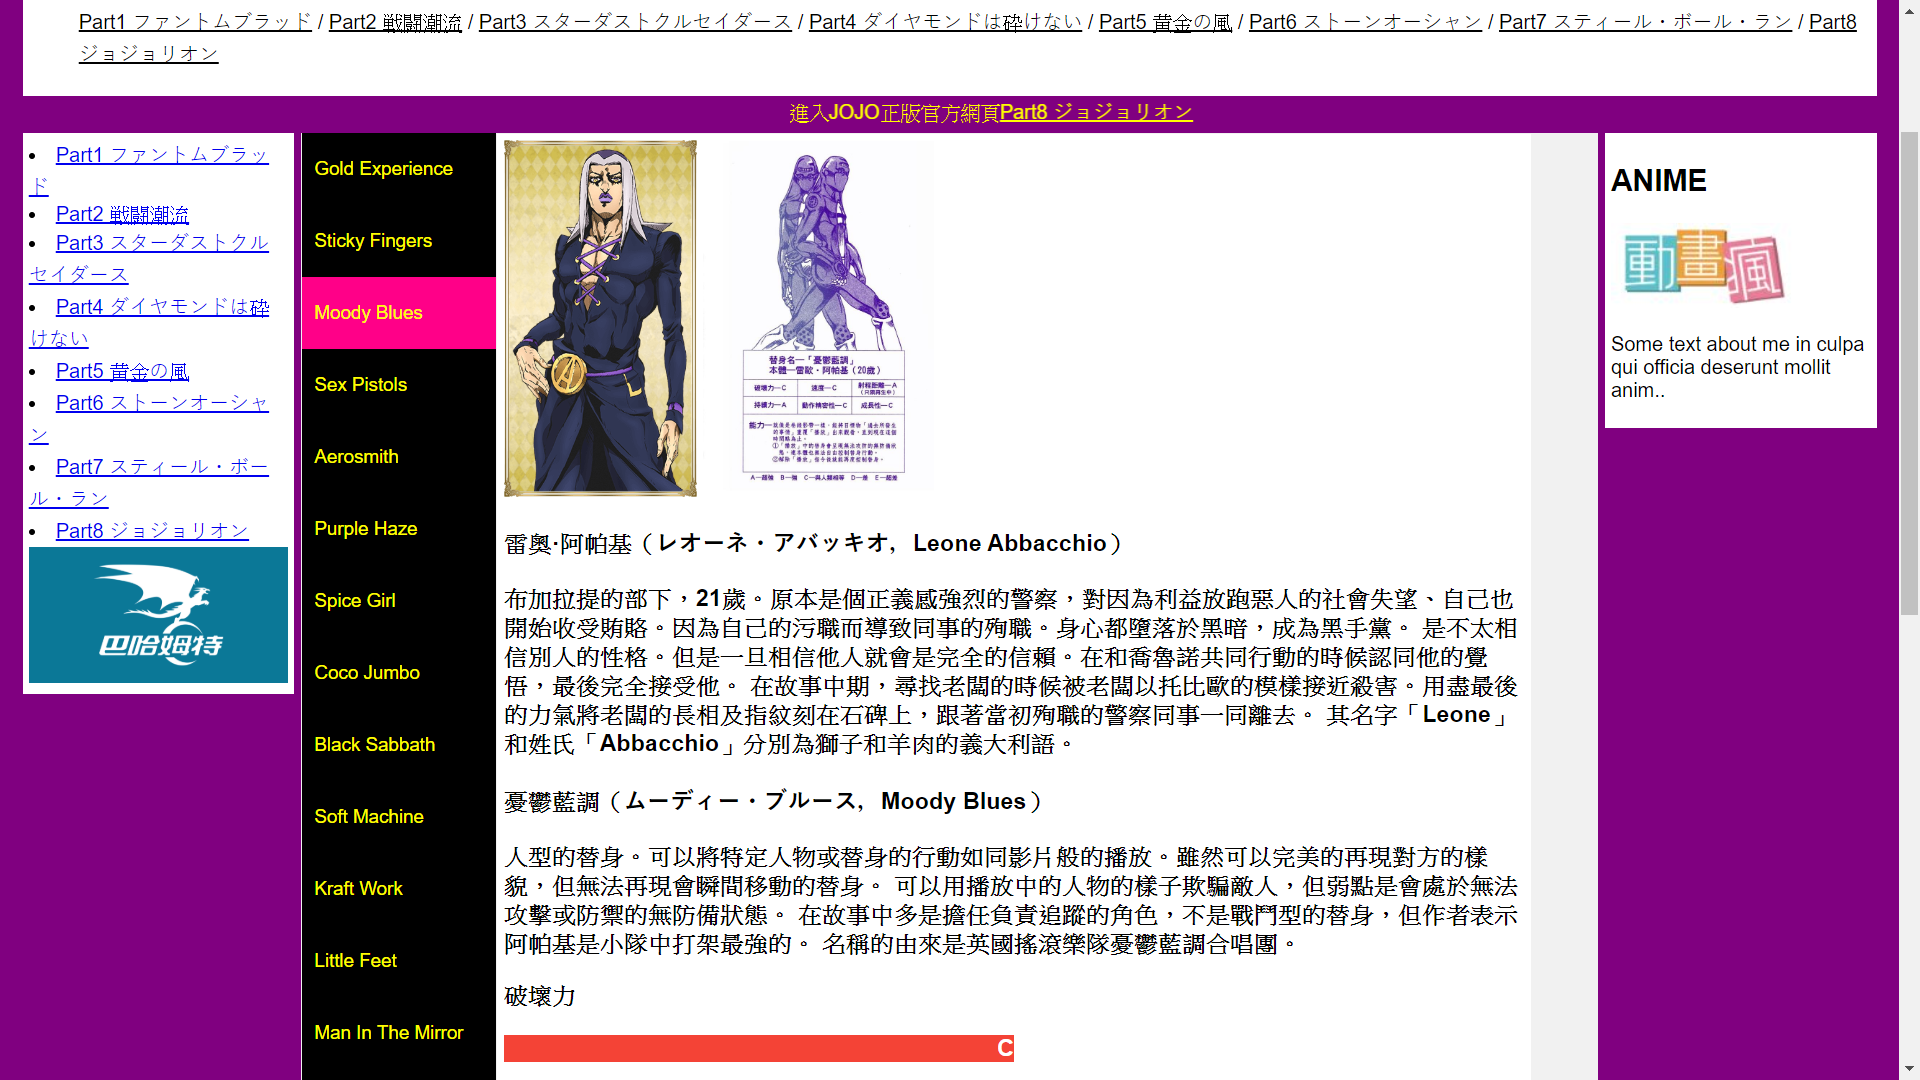 Part1 ファントムブラッド / Part2 戦闘潮流 / Part3 スターダストクルセイダース / Part4 ダイヤモンドは砕けない / Part5 黄金の風 / Part6 ストーンオーシャン / Part7 スティール・ボール・ラン / Part8
ジョジョリオン
進入JOJO正版官方網頁Part8 ジョジョリオン
Part1 ファントムブラッ
ド
Part2 戦闘潮流
Part3 スターダストクル
セイダース
Part4 ダイヤモンドは砕
けない
Part5 黄金の風
Part6 ストーンオーシャ
ン
Part7 スティール・ボー
ル・ラン
Part8 ジョジョリオン
巴哈姆特
Gold Experience
Sticky Fingers
Moody Blues
Sex Pistols
Aerosmith
Purple Haze
Spice Girl
Coco Jumbo
Black Sabbath
Soft Machine
Kraft Work
Little Feet
Man In The Mirror
替身名—「憂鬱藍調」
本體—雷歐・阿帕基(20歲)
破壞力—C 速度—C 射程距離—A
持續力—A 動作精密性—C 成長性—C
能力—
A—超強 B—強 C—與人類相等 D—差 E—超差
雷奧·阿帕基（レオーネ・アバッキオ，Leone Abbacchio）
布加拉提的部下，21歲。原本是個正義感強烈的警察，對因為利益放跑惡人的社會失望、自己也
開始收受賄賂。因為自己的污職而導致同事的殉職。身心都墮落於黑暗，成為黑手黨。 是不太相
信別人的性格。但是一旦相信他人就會是完全的信賴。在和喬魯諾共同行動的時候認同他的覺
悟，最後完全接受他。 在故事中期，尋找老闆的時候被老闆以托比歐的模樣接近殺害。用盡最後
的力氣將老闆的長相及指紋刻在石碑上，跟著當初殉職的警察同事一同離去。 其名字「Leone」
和姓氏「Abbacchio」分別為獅子和羊肉的義大利語。
憂鬱藍調（ムーディー・ブルース，Moody Blues）
人型的替身。可以將特定人物或替身的行動如同影片般的播放。雖然可以完美的再現對方的樣
貌，但無法再現會瞬間移動的替身。 可以用播放中的人物的樣子欺騙敵人，但弱點是會處於無法
攻擊或防禦的無防備狀態。 在故事中多是擔任負責追蹤的角色，不是戰鬥型的替身，但作者表示
阿帕基是小隊中打架最強的。 名稱的由來是英國搖滾樂隊憂鬱藍調合唱團。
破壞力
C
ANIME
動畫瘋
Some text about me in culpa
qui officia deserunt mollit
anim..